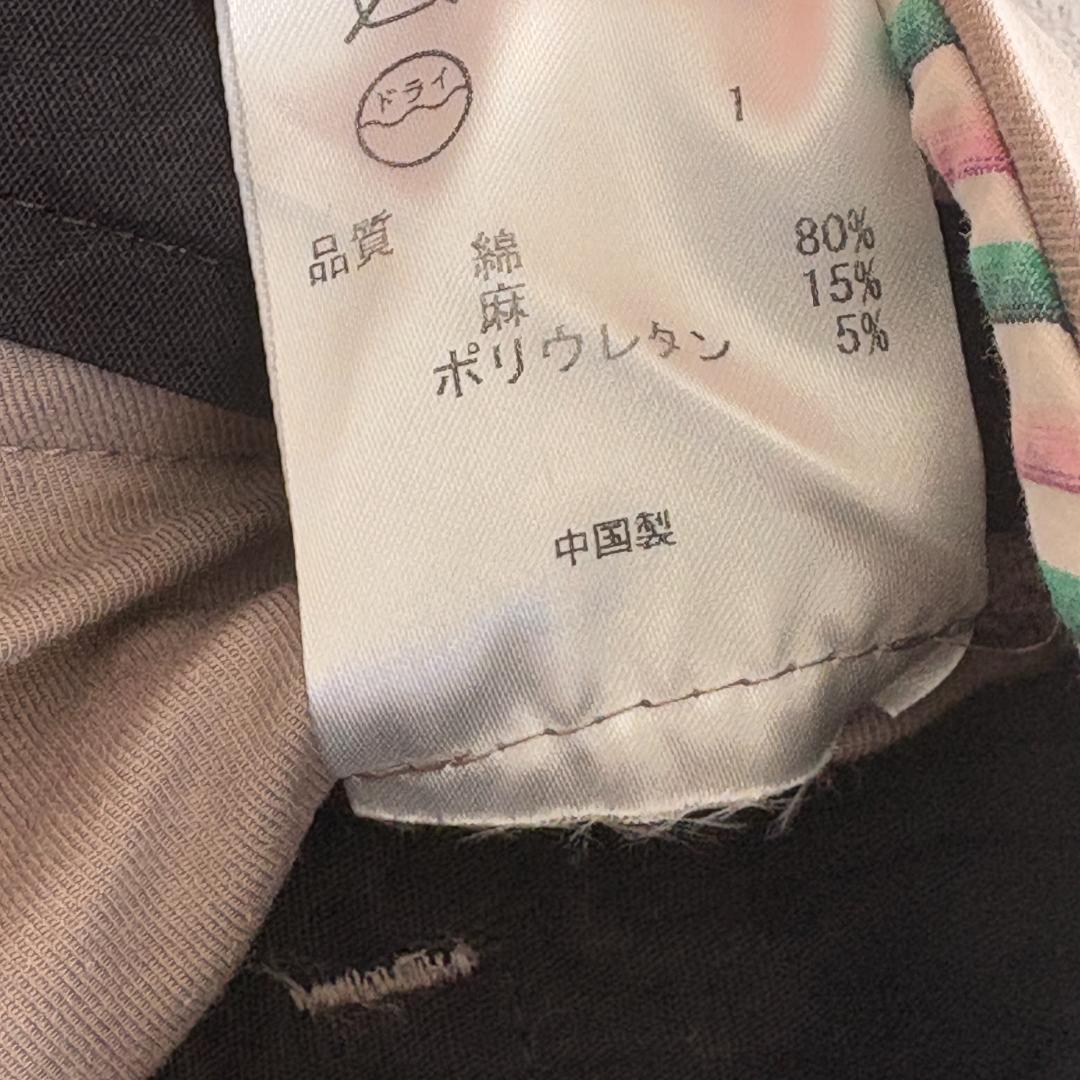 ドライ
1
品質 綿 80%
麻 15%
ポリウレタン 5%
中国製